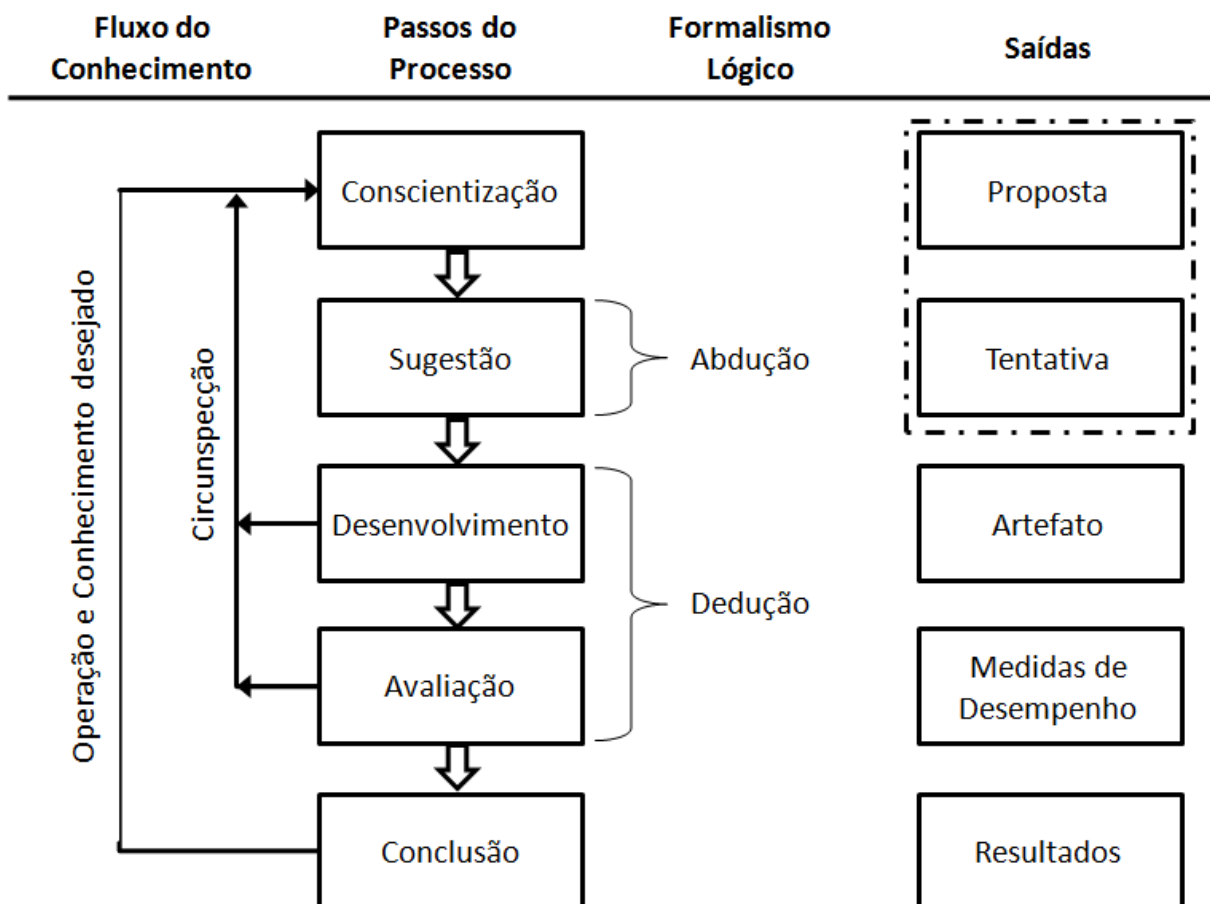 Fluxo do
Conhecimento
Passos do
Processo
Formalismo
Lógico
Saídas
Conscientização
Proposta
Sugestão
Abdução
Tentativa
Operação e Conhecimento desejado
Circunspecção
Desenvolvimento
Artefato
Dedução
Avaliação
Medidas de
Desempenho
Conclusão
Resultados